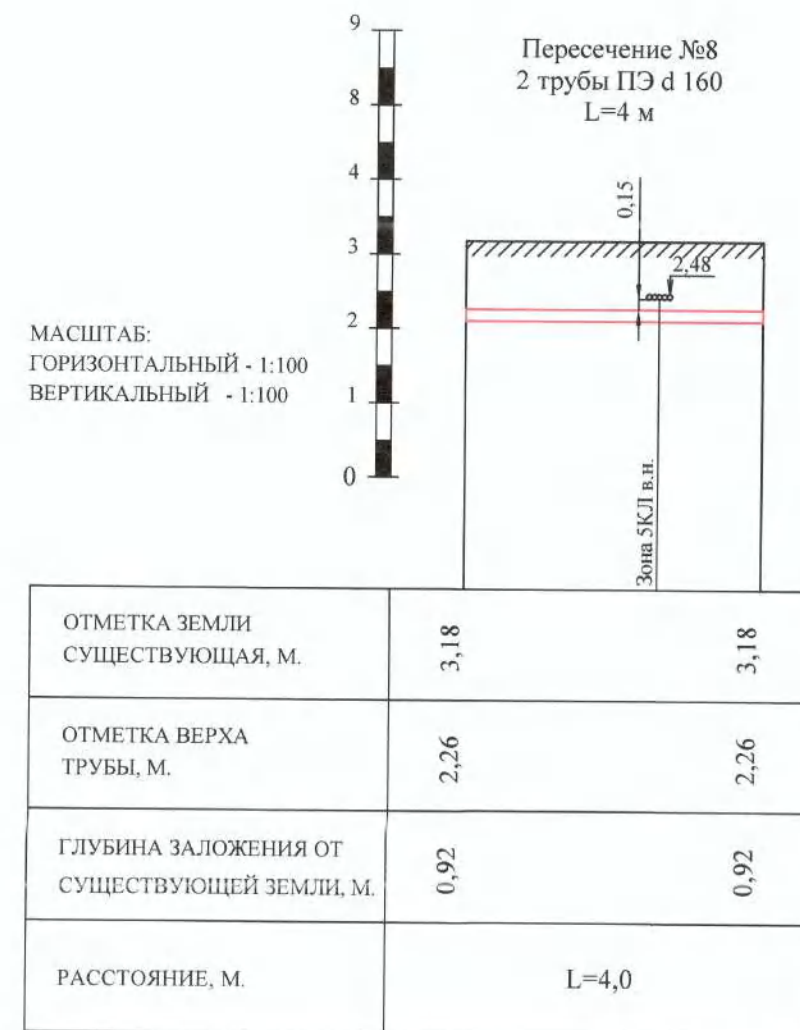 Пересечение №8
2 трубы ПЭ d 160
L=4 м
9
8
4
3
2
1
0
МАСШТАБ:
ГОРИЗОНТАЛЬНЫЙ - 1:100
ВЕРТИКАЛЬНЫЙ - 1:100
0,15
2,48
Зона 5КЛ в.н.
ОТМЕТКА ЗЕМЛИ
СУЩЕСТВУЮЩАЯ, М.
3,18
3,18
ОТМЕТКА ВЕРХА
ТРУБЫ, М.
2,26
2,26
ГЛУБИНА ЗАЛОЖЕНИЯ ОТ
СУЩЕСТВУЮЩЕЙ ЗЕМЛИ, М.
0,92
0,92
РАССТОЯНИЕ, М.
L=4,0